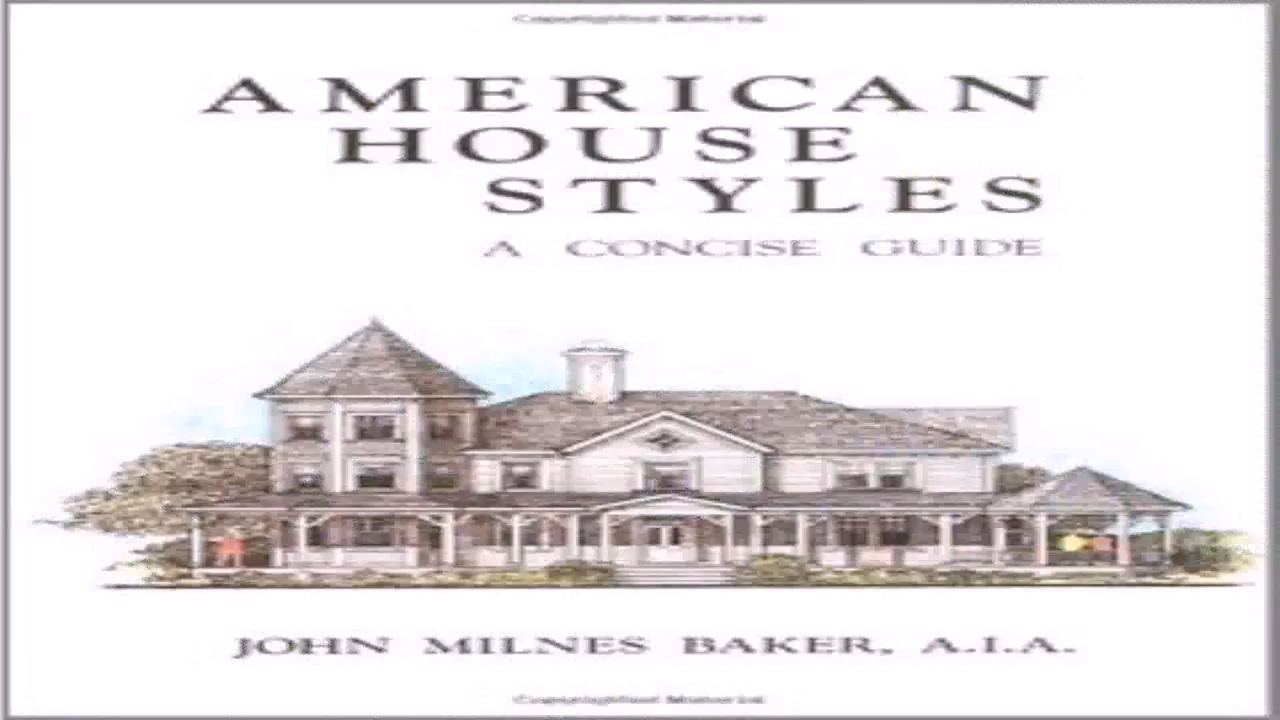 Copyrighted Material
AMERICAN
HOUSE
STYLES
A CONCISE GUIDE
JOHN MILNES BAKER, A.I.A.
Copyrighted Material